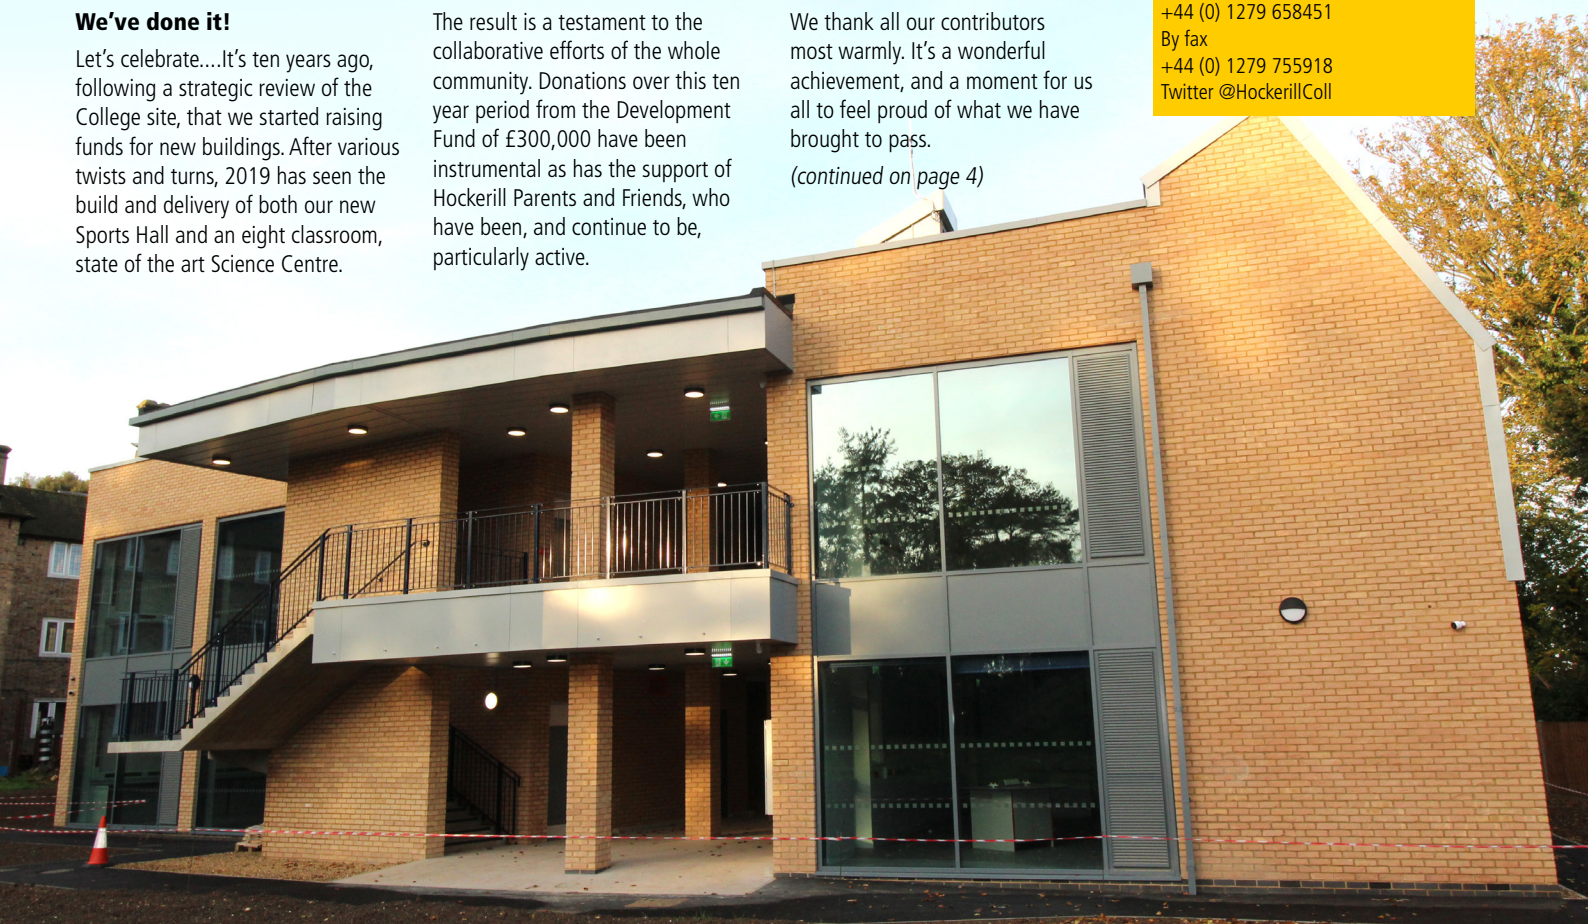 We've done it!
Let's celebrate....It's ten years ago,
following a strategic review of the
College site, that we started raising
funds for new buildings. After various
twists and turns, 2019 has seen the
build and delivery of both our new
Sports Hall and an eight classroom,
state of the art Science Centre.
The result is a testament to the
collaborative efforts of the whole
community. Donations over this ten
year period from the Development
Fund of £300,000 have been
instrumental as has the support of
Hockerill Parents and Friends, who
have been, and continue to be,
particularly active.
We thank all our contributors
most warmly. It's a wonderful
achievement, and a moment for us
all to feel proud of what we have
brought to pass.
(continued on page 4)
+44 (0) 1279 658451
By fax
+44 (0) 1279 755918
Twitter @HockerillColl